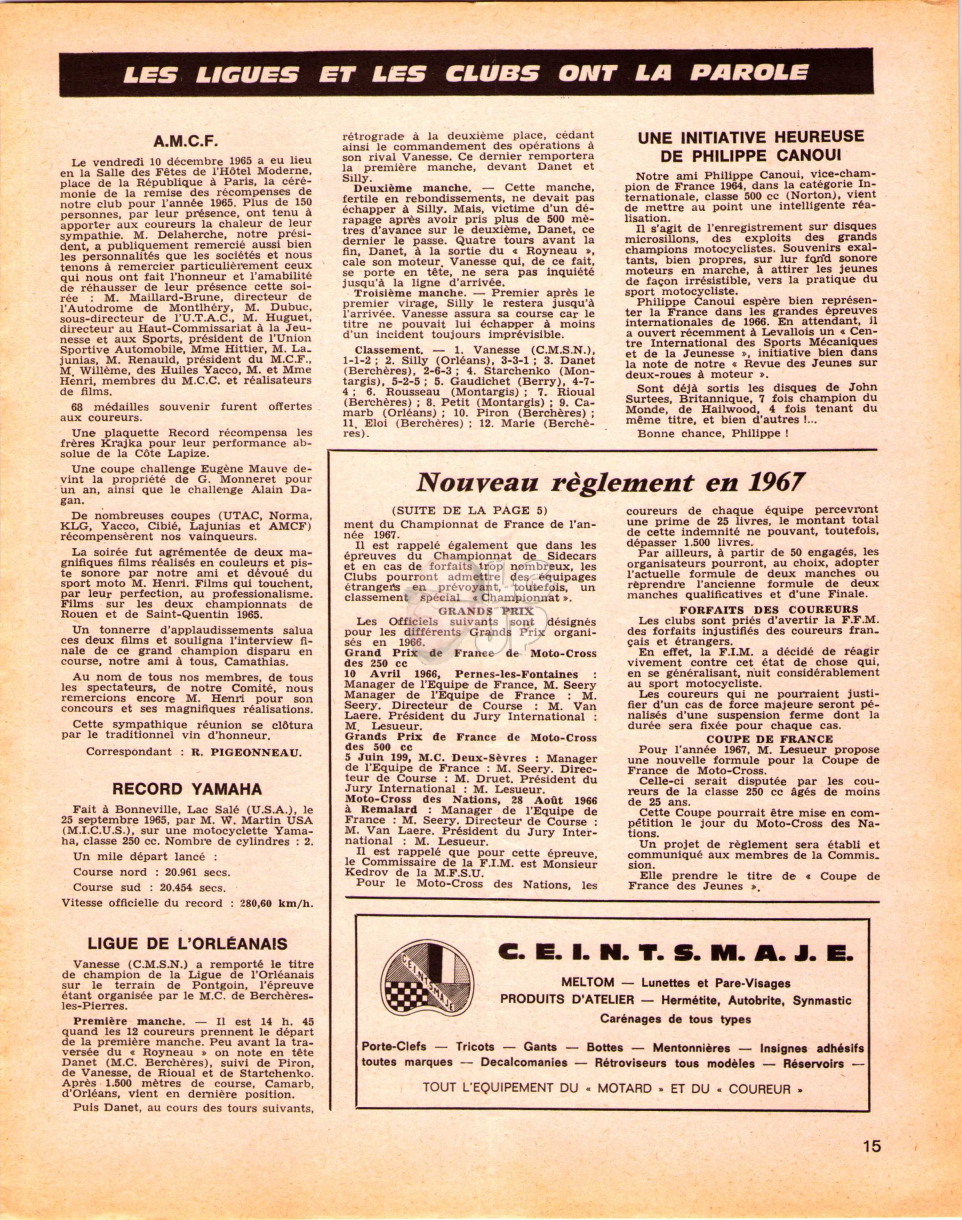 LES LIGUES ET LES CLUBS ONT LA PAROLE
A.M.C.F.
Le vendredi 10 décembre 1965 a eu lieu
en la Salle des Fêtes de l'Hôtel Moderne,
place de la République à Paris, la céré-
monie de la remise des récompenses de
notre club pour l'année 1965. Plus de 150
personnes, par leur présence, ont tenu à
apporter aux coureurs la chaleur de leur
sympathie. M. Delaherche, notre prési-
dent, a publiquement remercié aussi bien
les personnalités que les sociétés et nous
tenons à remercier particulièrement ceux
qui nous ont fait l'honneur et l'amabilité
de réhausser de leur présence cette soi-
rée : M. Maillard-Brune, directeur de
l'Autodrome de Montlhéry, M. Dubuc,
sous-directeur de l'U.T.A.C., M. Huguet,
directeur au Haut-Commissariat à la Jeu-
nesse et aux Sports, président de l'Union
Sportive Automobile, Mme Hittier, M. La-
junias, M. Renauld, président du M.C.F.,
M. Willème, des Huiles Yacco, M. et Mme
Henri, membres du M.C.C. et réalisateurs
de films.
68 médailles souvenir furent offertes
aux coureurs.
Une plaquette Record récompensa les
frères Krajka pour leur performance ab-
solue de la Côte Lapize.
Une coupe challenge Eugène Mauve de-
vint la propriété de G. Monneret pour
un an, ainsi que le challenge Alain Da-
gan.
De nombreuses coupes (UTAC, Norma,
KLG, Yacco, Cibié, Lajunias et AMCF)
récompensèrent nos vainqueurs.
La soirée fut agrémentée de deux ma-
gnifiques films réalisés en couleurs et pis-
te sonore par notre ami et dévoué du
sport moto M. Henri. Films qui touchent,
par leur perfection, au professionalisme.
Films sur les deux championnats de
Rouen et de Saint-Quentin 1965.
Un tonnerre d'applaudissements salua
ces deux films et souligna l'interview fi-
nale de ce grand champion disparu en
course, notre ami à tous, Camathias.
Au nom de tous nos membres, de tous
les spectateurs, de notre Comité, nous
remercions encore M. Henri pour son
concours et ses magnifiques réalisations.
Cette sympathique réunion se clôtura
par le traditionnel vin d'honneur.
Correspondant : R. PIGEONNEAU.
RECORD YAMAHA
Fait à Bonneville, Lac Salé (U.S.A.), le
25 septembre 1965, par M. W. Martin USA
(M.I.C.U.S.), sur une motocyclette Yama-
ha, classe 250 cc. Nombre de cylindres : 2.
Un mile départ lancé :
Course nord : 20.961 secs.
Course sud : 20.454 secs.
Vitesse officielle du record : 280,60 km/h.
LIGUE DE L'ORLÉANAIS
Vanesse (C.M.S.N.) a remporté le titre
de champion de la Ligue de l'Orléanais
sur le terrain de Pontgoin, l'épreuve
étant organisée par le M.C. de Berchères-
les-Pierres.
Première manche. — Il est 14 h. 45
quand les 12 coureurs prennent le départ
de la première manche. Peu avant la tra-
versée du « Royneau » on note en tête
Danet (M.C. Berchères), suivi de Piron,
de Vanesse, de Rioual et de Startchenko.
Après 1.500 mètres de course, Camarb,
d'Orléans, vient en dernière position.
Puis Danet, au cours des tours suivants,
rétrograde à la deuxième place, cédant
ainsi le commandement des opérations à
son rival Vanesse. Ce dernier remportera
la première manche, devant Danet et
Silly.
Deuxième manche. — Cette manche,
fertile en rebondissements, ne devait pas
échapper à Silly. Mais, victime d'un dé-
rapage après avoir pris plus de 500 mè-
tres d'avance sur le deuxième, Danet, ce
dernier le passe. Quatre tours avant la
fin, Danet, à la sortie du « Royneau »,
cale son moteur. Vanesse qui, de ce fait,
se porte en tête, ne sera pas inquiété
jusqu'à la ligne d'arrivée.
Troisième manche. — Premier après le
premier virage, Silly le restera jusqu'à
l'arrivée. Vanesse assura sa course car le
titre ne pouvait lui échapper à moins
d'un incident toujours imprévisible.
Classement. — 1. Vanesse (C.M.S.N.),
1-1-2 ; 2. Silly (Orléans), 3-3-1 ; 3. Danet
(Berchères), 2-6-3 ; 4. Starchenko (Mon-
targis), 5-2-5 ; 5. Gaudichet (Berry), 4-7-
4 ; 6. Rousseau (Montargis) ; 7. Rioual
(Berchères) ; 8. Petit (Montargis) ; 9. Ca-
marb (Orléans) ; 10. Piron (Berchères) ;
11. Eloi (Berchères) ; 12. Marie (Berchè-
res).
UNE INITIATIVE HEUREUSE
DE PHILIPPE CANOUI
Notre ami Philippe Canoui, vice-cham-
pion de France 1964, dans la catégorie In-
ternationale, classe 500 cc (Norton), vient
de mettre au point une intelligente réa-
lisation.
Il s'agit de l'enregistrement sur disques
microsillons, des exploits des grands
champions motocyclistes. Souvenirs exal-
tants, bien propres, sur lur fond sonore
moteurs en marche, à attirer les jeunes
de façon irrésistible, vers la pratique du
sport motocycliste.
Philippe Canoui espère bien représen-
ter la France dans les grandes épreuves
internationales de 1966. En attendant, il
a ouvert récemment à Levallois un « Cen-
tre International des Sports Mécaniques
et de la Jeunesse », initiative bien dans
la note de notre « Revue des Jeunes sur
deux-roues à moteur ».
Sont déjà sortis les disques de John
Surtees, Britannique, 7 fois champion du
Monde, de Hailwood, 4 fois tenant du
même titre, et bien d'autres !...
Bonne chance, Philippe !
Nouveau règlement en 1967
(SUITE DE LA PAGE 5)
ment du Championnat de France de l'an-
née 1967.
Il est rappelé également que dans les
épreuves du Championnat de Sidecars
et en cas de forfaits trop nombreux, les
Clubs pourront admettre des équipages
étrangers en prévoyant, toutefois, un
classement spécial « Championnat ».
GRANDS PRIX
Les Officiels suivants sont désignés
pour les différents Grands Prix organi-
sés en 1966.
Grand Prix de France de Moto-Cross
des 250 cc
10 Avril 1966, Pernes-les-Fontaines :
Manager de l'Equipe de France, M. Seery
Manager de l'Equipe de France : M.
Seery. Directeur de Course : M. Van
Laere. Président du Jury International :
M. Lesueur.
Grands Prix de France de Moto-Cross
des 500 cc
5 Juin 199, M.C. Deux-Sèvres : Manager
de l'Equipe de France : M. Seery. Direc-
teur de Course : M. Druet. Président du
Jury International : M. Lesueur.
Moto-Cross des Nations, 28 Août 1966
à Remalard : Manager de l'Equipe de
France : M. Seery. Directeur de Course :
M. Van Laere. Président du Jury Inter-
national : M. Lesueur.
Il est rappelé que pour cette épreuve,
le Commissaire de la F.I.M. est Monsieur
Kedrov de la M.F.S.U.
Pour le Moto-Cross des Nations, les
coureurs de chaque équipe percevront
une prime de 25 livres, le montant total
de cette indemnité ne pouvant, toutefois,
dépasser 1.500 livres.
Par ailleurs, à partir de 50 engagés, les
organisateurs pourront, au choix, adopter
l'actuelle formule de deux manches ou
reprendre l'ancienne formule de deux
manches qualificatives et d'une Finale.
FORFAITS DES COUREURS
Les clubs sont priés d'avertir la F.F.M.
des forfaits injustifiés des coureurs fran-
çais et étrangers.
En effet, la F.I.M. a décidé de réagir
vivement contre cet état de chose qui,
en se généralisant, nuit considérablement
au sport motocycliste.
Les coureurs qui ne pourraient justi-
fier d'un cas de force majeure seront pé-
nalisés d'une suspension ferme dont la
durée sera fixée pour chaque cas.
COUPE DE FRANCE
Pour l'année 1967, M. Lesueur propose
une nouvelle formule pour la Coupe de
France de Moto-Cross.
Celle-ci serait disputée par les cou-
reurs de la classe 250 cc âgés de moins
de 25 ans.
Cette Coupe pourrait être mise en com-
pétition le jour du Moto-Cross des Na-
tions.
Un projet de règlement sera établi et
communiqué aux membres de la Commis-
sion.
Elle prendre le titre de « Coupe de
France des Jeunes ».
CEINTSMAJE
C. E. I. N. T. S. M. A. J. E.
MELTOM — Lunettes et Pare-Visages
PRODUITS D'ATELIER — Hermétite, Autobrite, Synmastic
Carénages de tous types
Porte-Clefs — Tricots — Gants — Bottes — Mentonnières — Insignes adhésifs
toutes marques — Decalcomanies — Rétroviseurs tous modèles — Réservoirs —
TOUT L'EQUIPEMENT DU « MOTARD » ET DU « COUREUR »
15